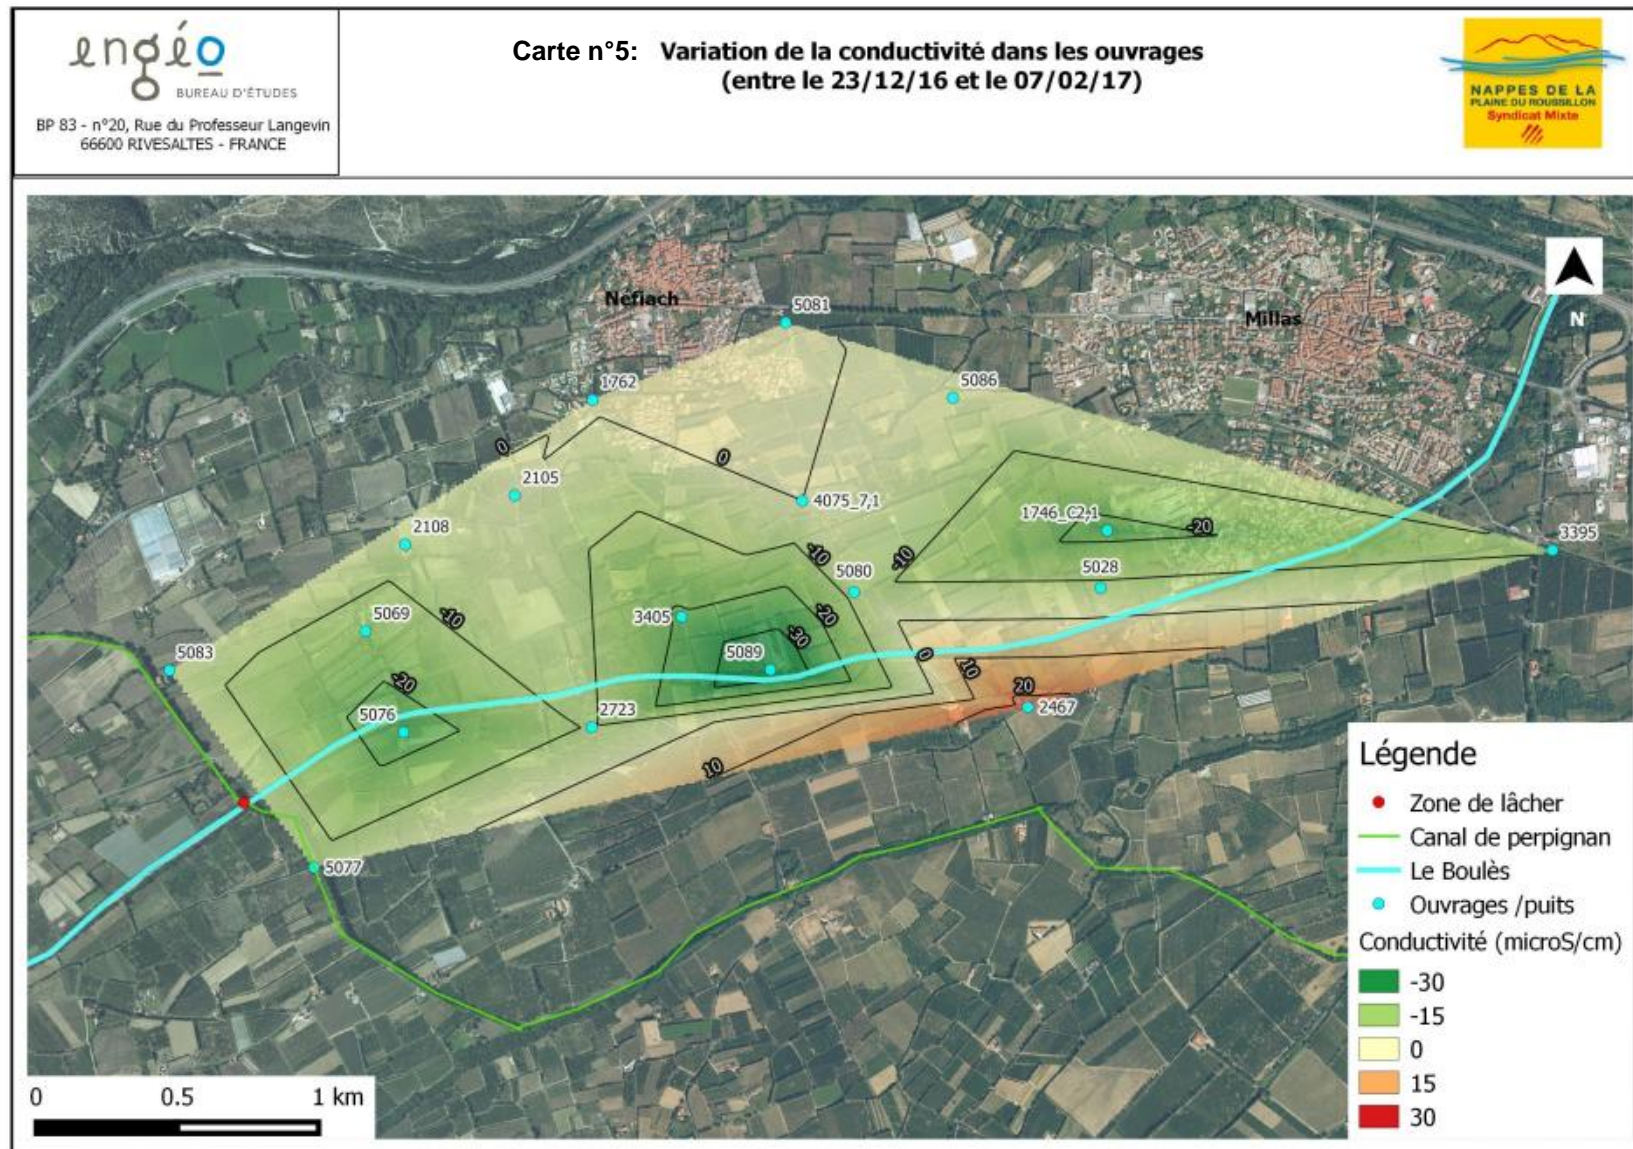 engéo
BUREAU D'ÉTUDES
BP 83 - n°20, Rue du Professeur Langevin
66600 RIVESALTES - FRANCE
Carte n°5: Variation de la conductivité dans les ouvrages
(entre le 23/12/16 et le 07/02/17)
NAPPES DE LA
PLAINE DU ROUSSILLON
Syndicat Mixte
Néfiach
5081
Millas
N
1762
5086
0
0
2105
4075_7,1
1746_C2,1
-20
2108
3395
-10
-10
5080
5028
5069
-10
3405
-20
-30
5083
5089
0
10
-20
5076
2723
20
2467
10
5077
Légende
Zone de lâcher
Canal de perpignan
Le Boulès
Ouvrages /puits
Conductivité (microS/cm)
-30
-15
0
15
30
0 0.5 1 km